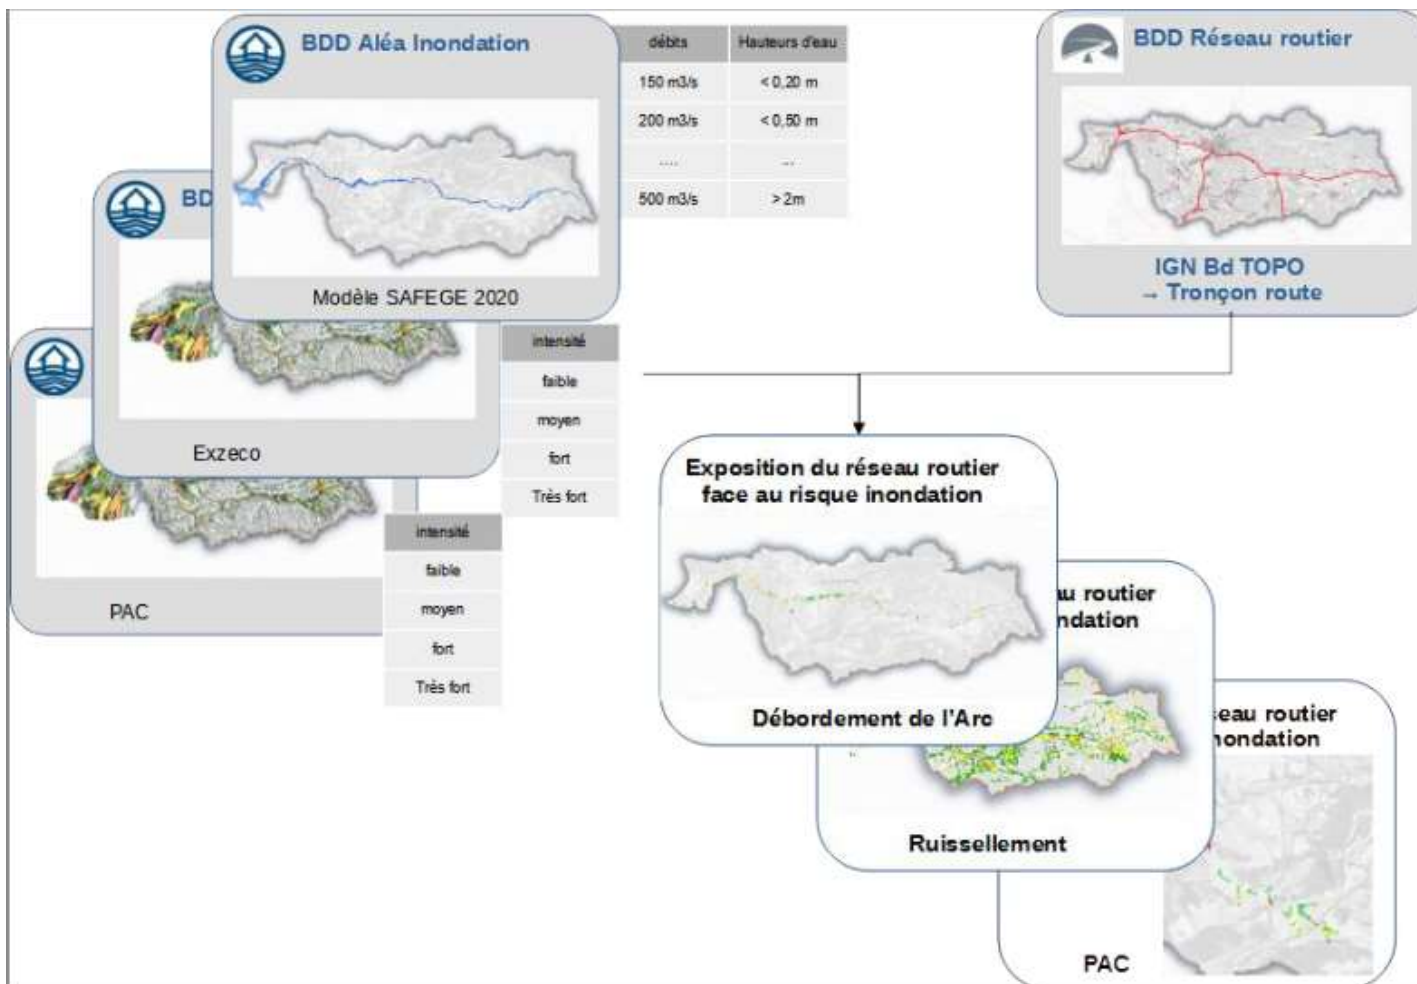 BDD Aléa Inondation
Modèle SAFEGE 2020
débits Hauteurs d'eau
150 m3/s < 0,20 m
200 m3/s < 0,50 m
.... ...
500 m3/s > 2m
BDD Réseau routier
IGN Bd TOPO
→ Tronçon route
BD
Exzeco
intensité
faible
moyen
fort
Très fort
PAC
intensité
faible
moyen
fort
Très fort
Exposition du réseau routier
face au risque inondation
Débordement de l'Arc
au routier
ndation
Ruissellement
seau routier
inondation
PAC